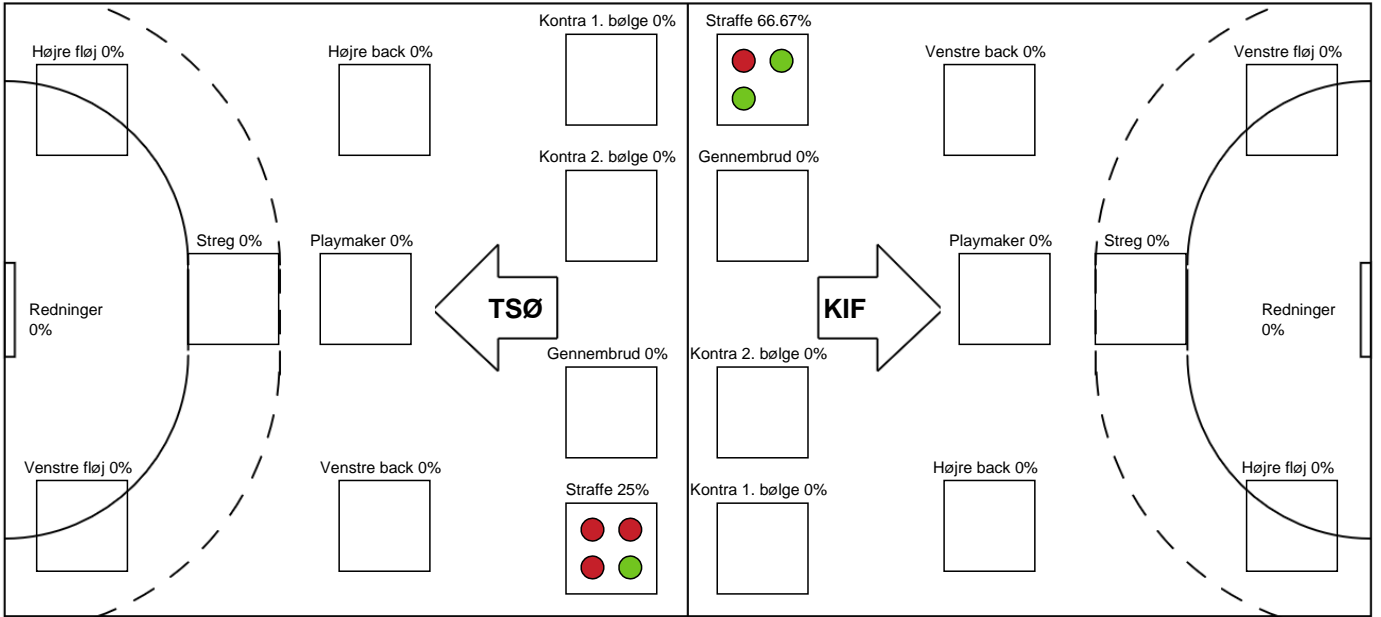 Kontra 1. bølge 0%
Straffe 66.67%
Højre fløj 0%
Højre back 0%
Venstre back 0%
Venstre fløj 0%
Kontra 2. bølge 0%
Gennembrud 0%
Streg 0%
Playmaker 0%
Playmaker 0%
Streg 0%
Redninger
0%
TSØ
KIF
Redninger
0%
Gennembrud 0%
Kontra 2. bølge 0%
Venstre fløj 0%
Venstre back 0%
Højre back 0%
Højre fløj 0%
Straffe 25%
Kontra 1. bølge 0%